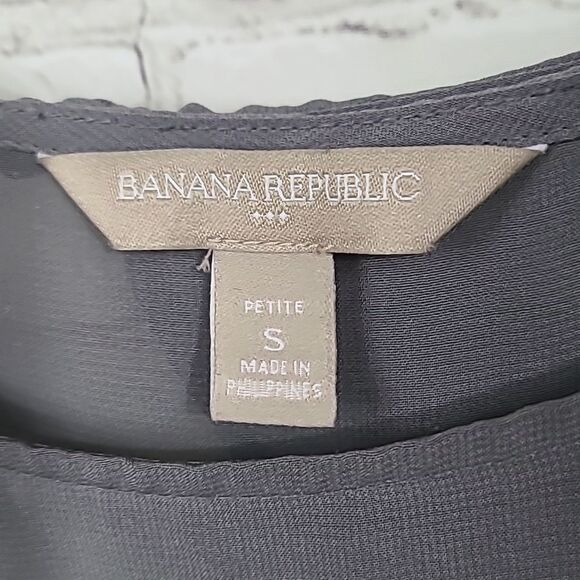 BANANA REPUBLIC
PETITE
S
MADE IN
PHILIPPINES